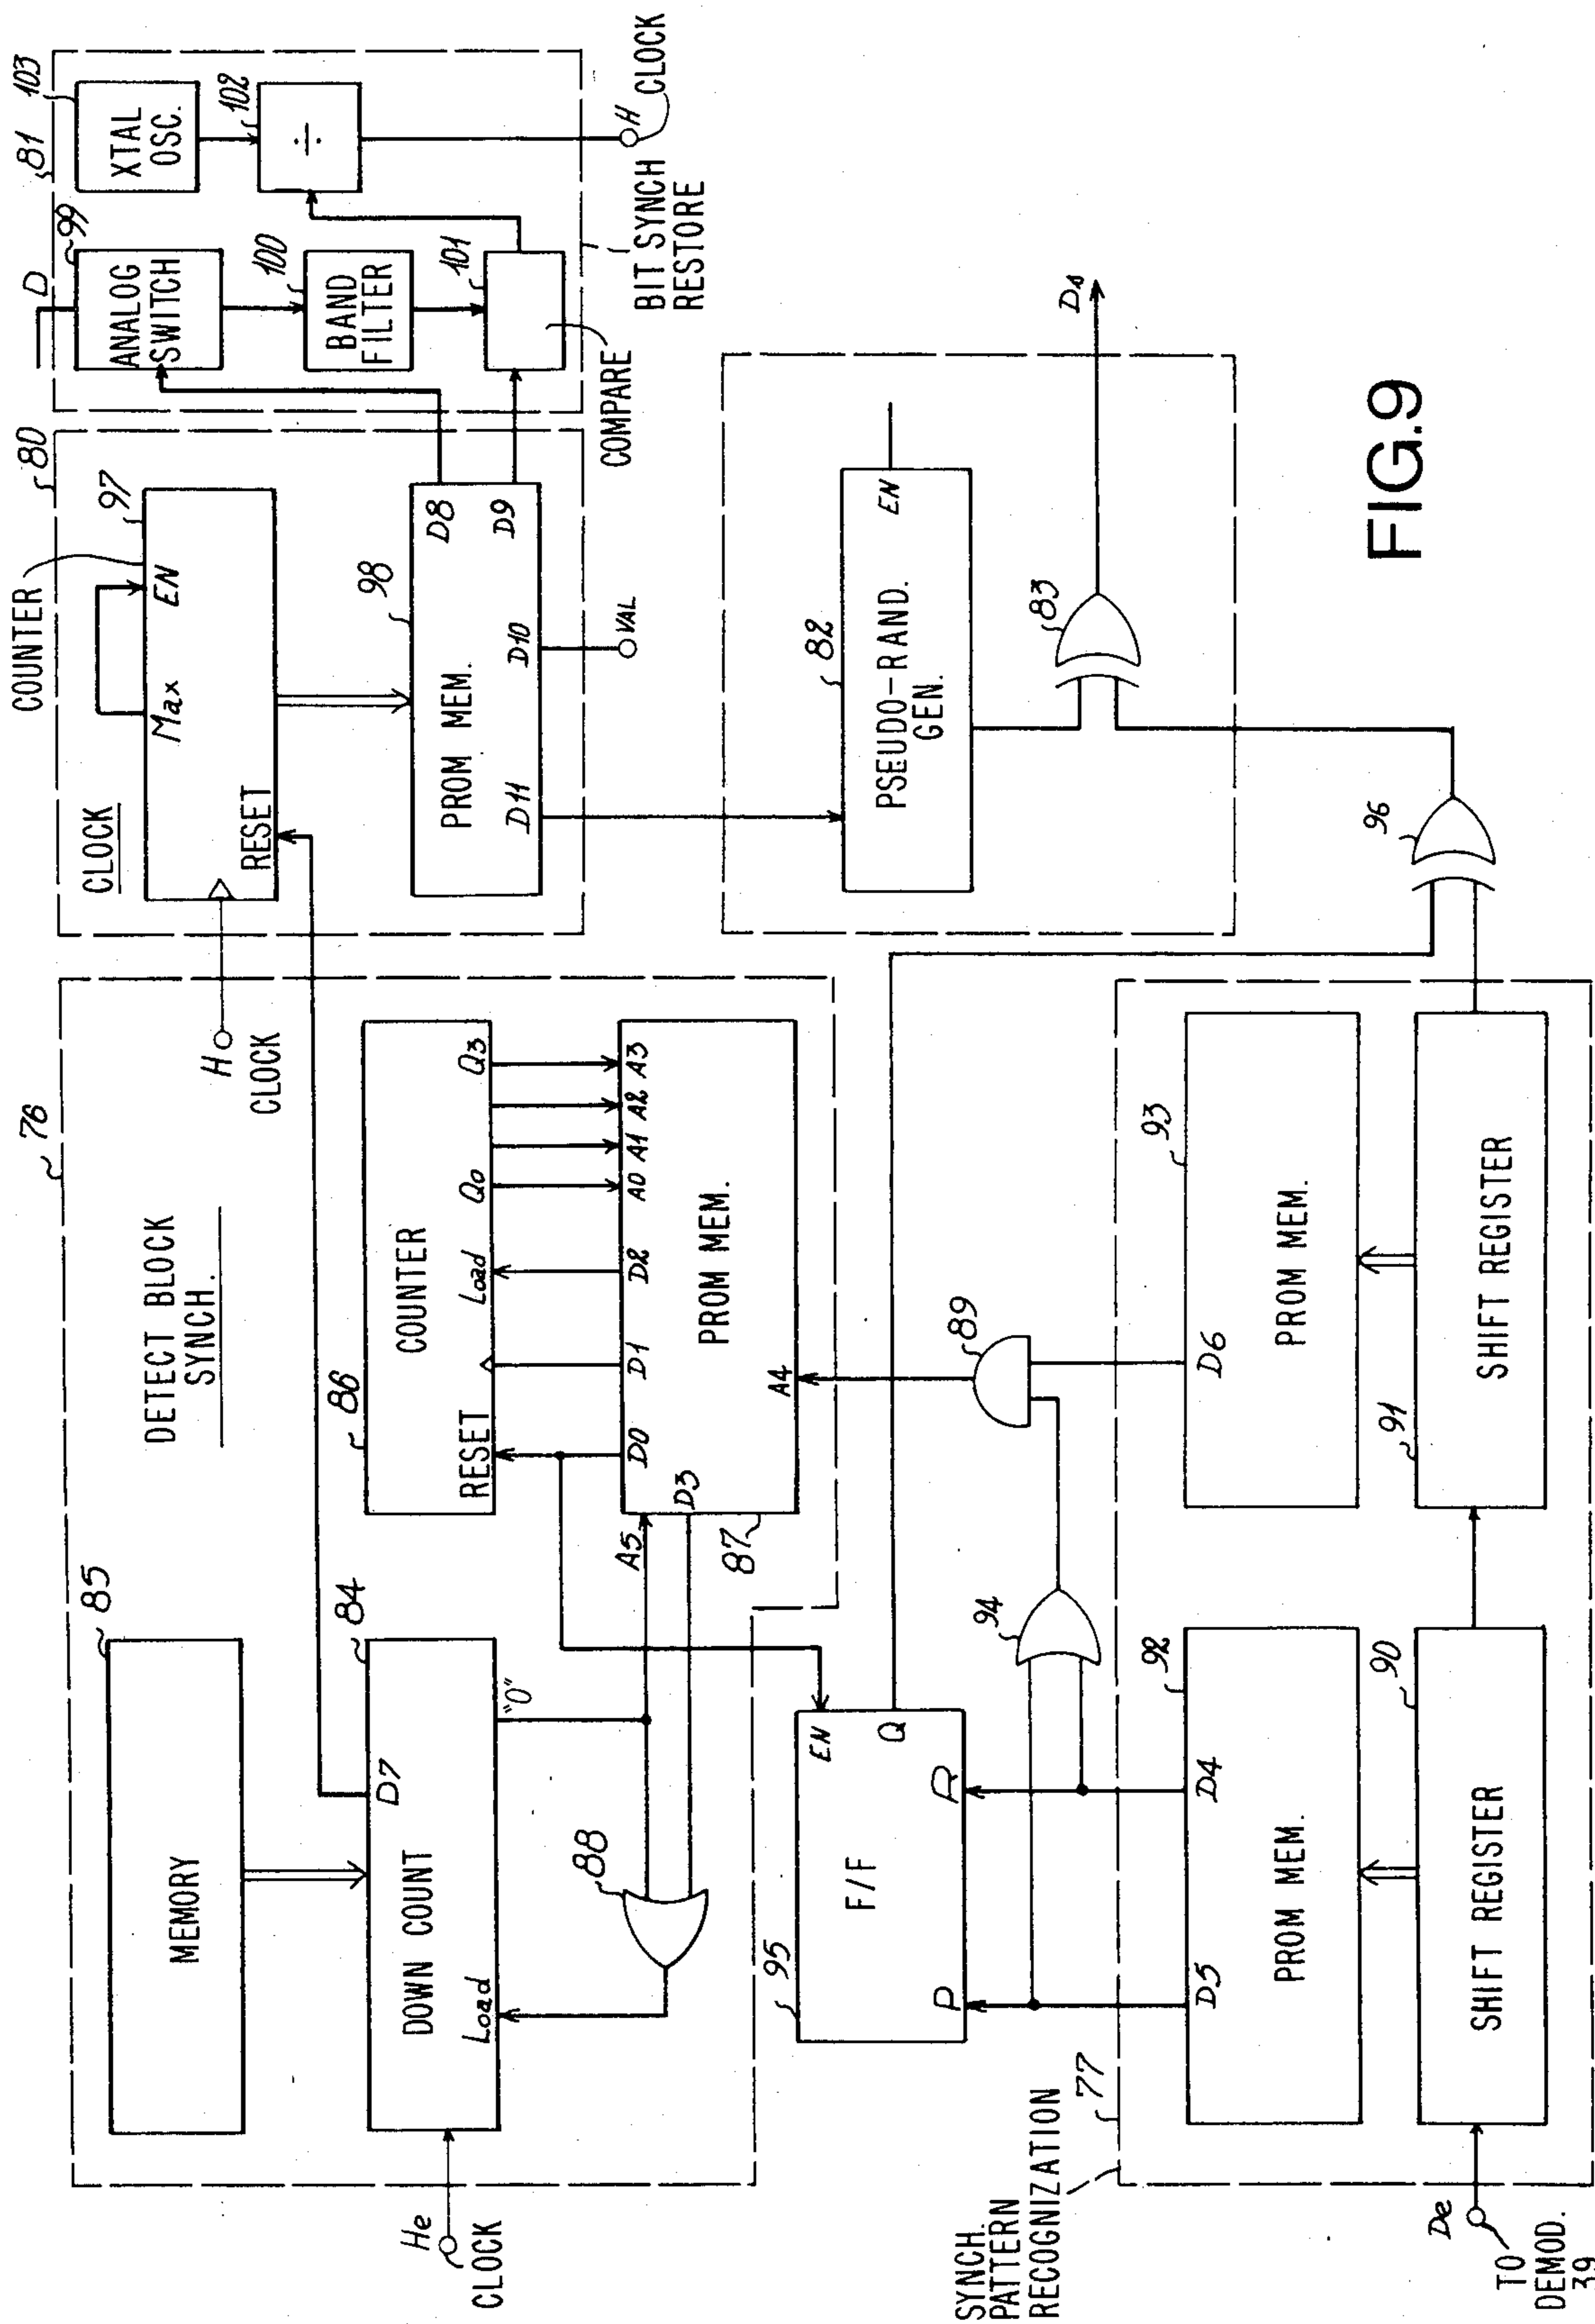 76
DETECT BLOCK
SYNCH.
85
MEMORY
84
D7
DOWN COUNT
"0"
Load
He
CLOCK
88
86
COUNTER
RESET
Load
Q0
Q3
D0
D1
D2
A0
A1
A2
A3
PROM MEM.
A5
D3
A4
87
H
CLOCK
80
COUNTER
97
CLOCK
Max
EN
RESET
98
PROM MEM.
D8
D9
D10
D11
VAL
81
D
99
ANALOG
SWITCH
100
BAND
FILTER
101
COMPARE
103
XTAL
OSC.
102
÷
H
CLOCK
BIT SYNCH
RESTORE
82
PSEUDO-RAND.
GEN.
EN
83
Ds
96
95
F/F
EN
Q
P
R
94
89
SYNCH.
PATTERN
RECOGNIZATION
77
92
PROM MEM.
D5
D4
93
PROM MEM.
D6
90
SHIFT REGISTER
91
SHIFT REGISTER
De
TO
DEMOD.
39
FIG.9